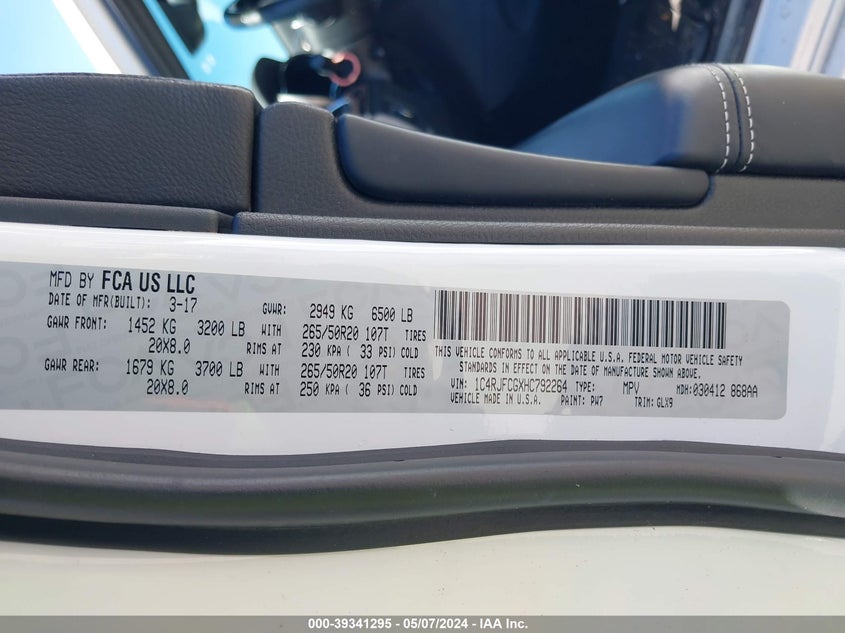 MFD BY FCA US LLC
DATE OF MFR(BUILT): 3-17 GVWR: 2949 KG 6500 LB
GAWR FRONT: 1452 KG 3200 LB WITH 265/50R20 107T TIRES
20X8.0 RIMS AT 230 KPA ( 33 PSI) COLD
GAWR REAR: 1679 KG 3700 LB WITH 265/50R20 107T TIRES
20X8.0 RIMS AT 250 KPA ( 36 PSI) COLD
THIS VEHICLE CONFORMS TO ALL APPLICABLE U.S.A. FEDERAL MOTOR VEHICLE SAFETY
STANDARDS IN EFFECT ON THE DATE OF MANUFACTURE SHOWN ABOVE.
VIN: 1C4RJFCGXHC792264 TYPE: MPV MDH:030412 868AA
VEHICLE MADE IN U.S.A. PAINT: PW7 TRIM: GLX9
000-39341295 - 05/07/2024 - IAA Inc.